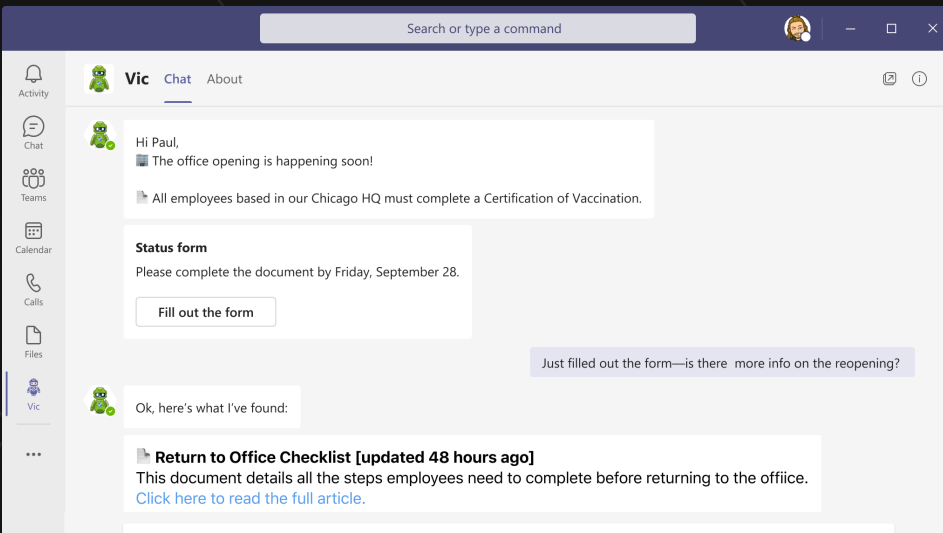 Search or type a command
Activity
Chat
Teams
Calendar
Calls
Files
Vic
Vic Chat About
Hi Paul,
The office opening is happening soon!
All employees based in our Chicago HQ must complete a Certification of Vaccination.
Status form
Please complete the document by Friday, September 28.
Fill out the form
Just filled out the form—is there  more info on the reopening?
Ok, here's what I've found:
Return to Office Checklist [updated 48 hours ago]
This document details all the steps employees need to complete before returning to the offiice.
Click here to read the full article.